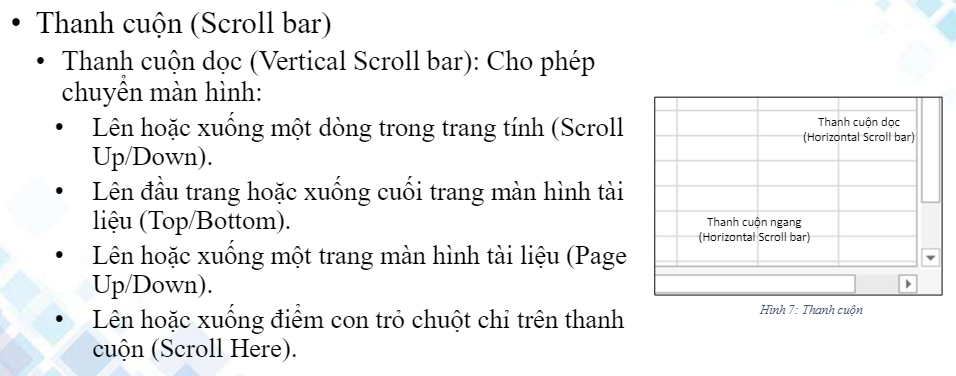 • Thanh cuộn (Scroll bar)
• Thanh cuộn dọc (Vertical Scroll bar): Cho phép
chuyển màn hình:
• Lên hoặc xuống một dòng trong trang tính (Scroll
Up/Down).
• Lên đầu trang hoặc xuống cuối trang màn hình tài
liệu (Top/Bottom).
• Lên hoặc xuống một trang màn hình tài liệu (Page
Up/Down).
• Lên hoặc xuống điểm con trỏ chuột chỉ trên thanh
cuộn (Scroll Here).
Thanh cuộn dọc
(Horizontal Scroll bar)
Thanh cuộn ngang
(Horizontal Scroll bar)
Hình 7: Thanh cuộn